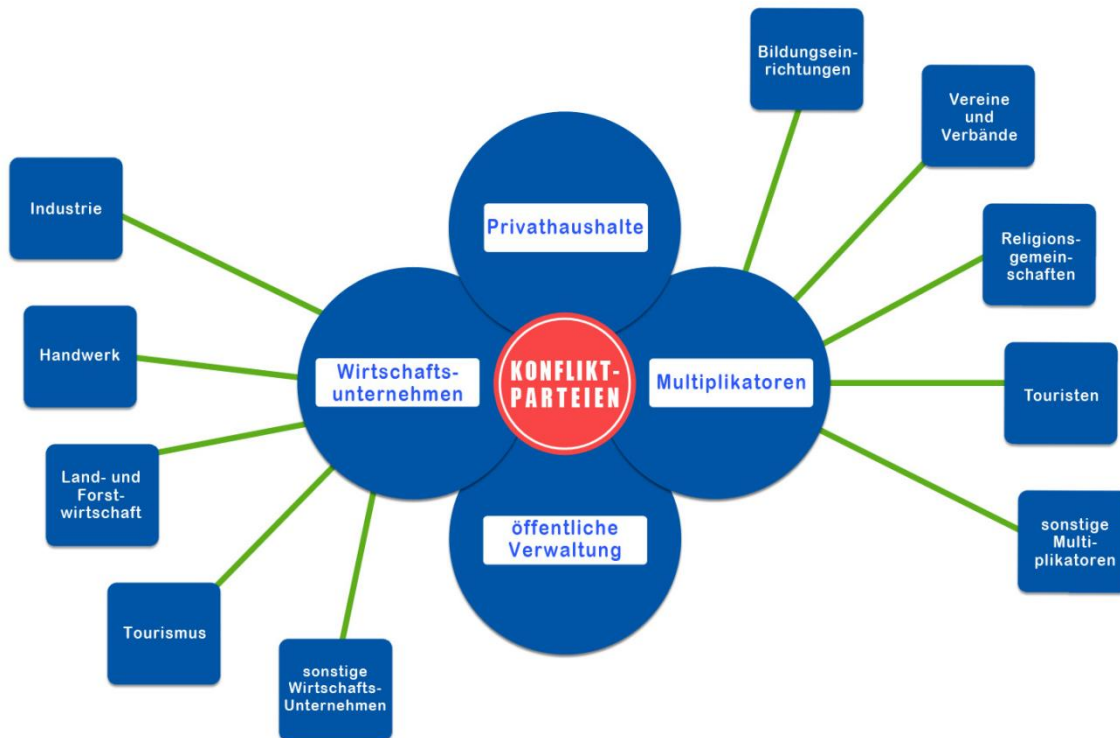 Bildungsein-
richtungen
Vereine
und
Verbände
Industrie
Privathaushalte
Religions-
gemein-
schaften
Handwerk
Wirtschafts-
unternehmen
KONFLIKT-
PARTEIEN
Multiplikatoren
Touristen
Land- und
Forst-
wirtschaft
öffentliche
Verwaltung
sonstige
Multi-
plikatoren
Tourismus
sonstige
Wirtschafts-
Unternehmen